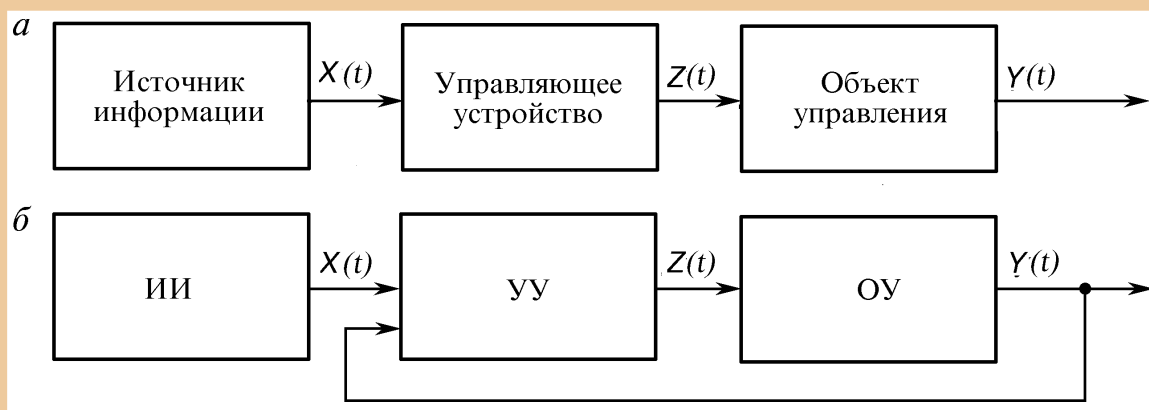 а
Источник
информации
X(t)
Управляющее
устройство
Z(t)
Объект
управления
Y(t)
б
ИИ
X(t)
УУ
Z(t)
ОУ
Y(t)